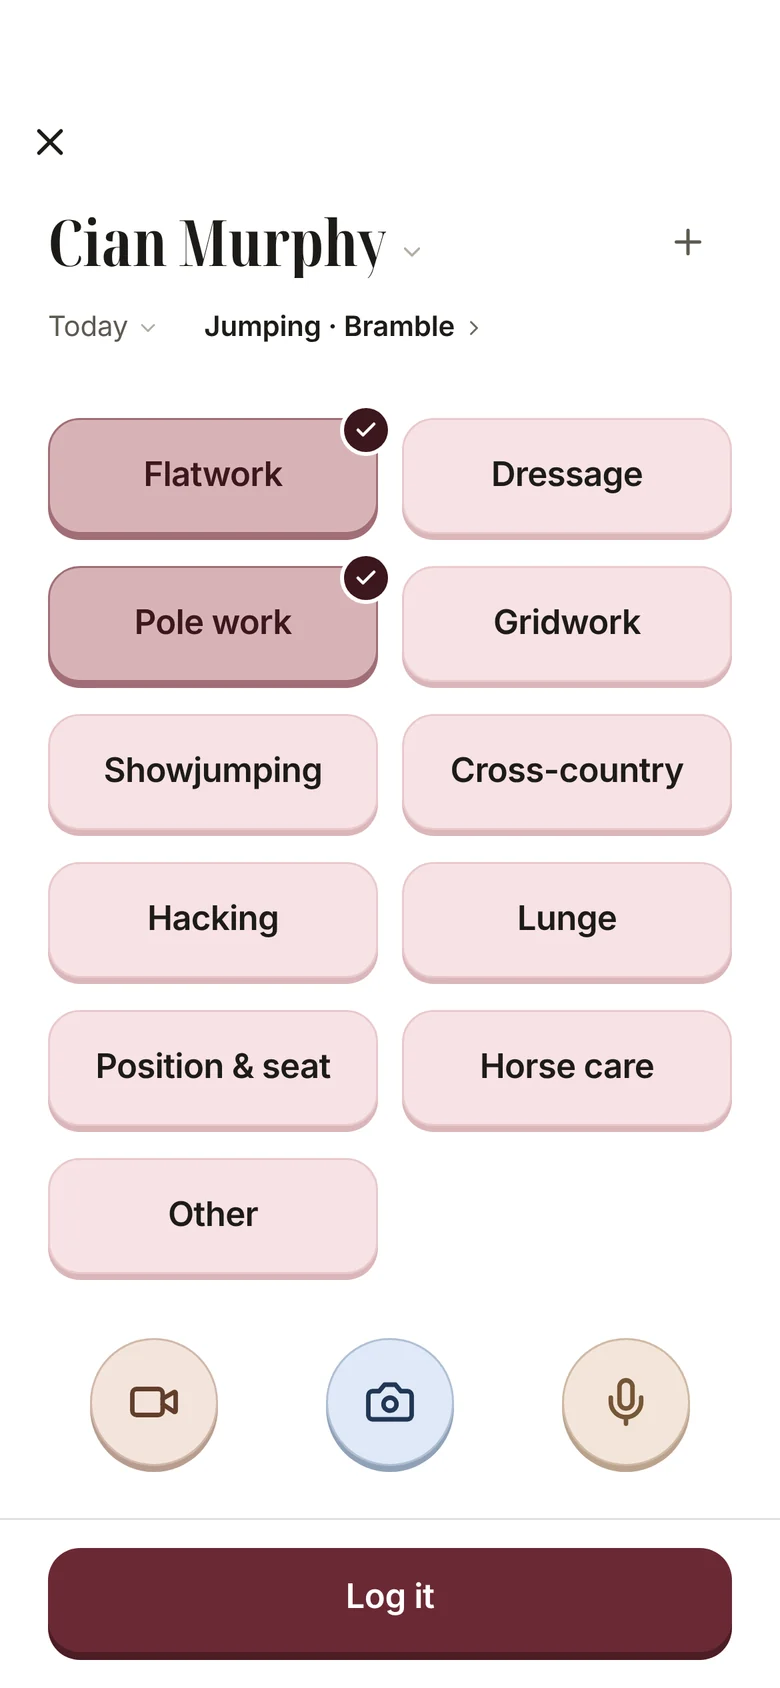 Cian Murphy
Today Jumping · Bramble
Flatwork Dressage
Pole work Gridwork
Showjumping Cross-country
Hacking Lunge
Position & seat Horse care
Other
Log it